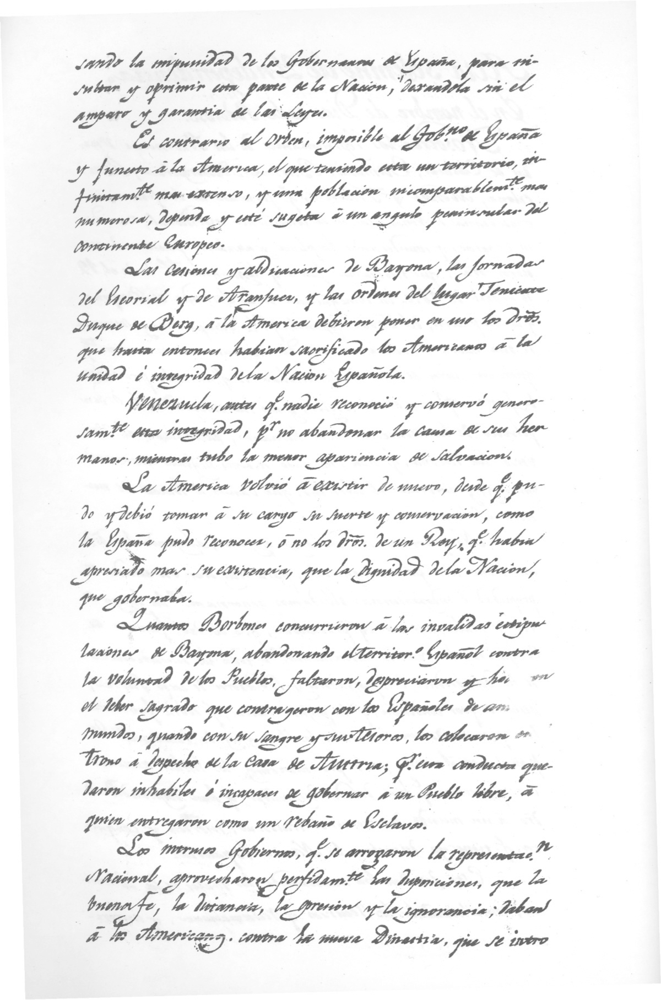 sando la impunidad de los Gobernantes de España, para in-
sultar y oprimir esta parte de la Nacion, dexandola sin el
amparo y garantia de las Leyes.
Es contrario al orden, imposible al Gob.no de España
y funesto â la America, el que teniendo esta un territorio, in-
finitam.te mas extenso, y una poblacion incomparablem.te mas
numerosa, dependa y esté sugeta â un angulo peninsular del
continente Europeo.
Las cesiones y abdicaciones de Bayona, las Jornadas
del Escorial y de Aranjuez, y las ordenes del lugar Teniente
Duque de Berg, â la America debieron poner en uso los dr̃os.
que hasta entonces habian sacrificado los Americanos â la
unidad é integridad de la Nacion Española.
Venezuela, antes q.e nadie reconoció y conservó genero-
sam.te esta integridad, p.r no abandonar la causa de sus her
manos, mientras tubo la menor apariencia de salvacion.
La America volvió â existir de nuevo, desde q.e pu-
do y debió tomar â su cargo su suerte y conservacion, como
la España pudo reconocer, ô no los dr̃os. de un Rey, q.e habia
apreciado mas su existencia, que la dignidad de la Nacion,
que gobernaba.
Quantos Borbones concurrieron â las invalidas estipu
laciones de Bayona, abandonando el territor.o Español contra
la voluntad de los Pueblos, faltaron, despreciaron y ho on
el deber sagrado que contrageron con los Españoles de am
mundos, quando con su sangre y sus tesoros, los colocaron en
Trono â despecho de la Casa de Austria; p.r esta conducta que-
daron inhabiles é incapaces de gobernar â un Pueblo libre, â
quien entregaron como un rebaño de Esclavos.
Los intrusos Gobiernos, q.e se arrogaron la representac.n
Nacional, aprovecharon perfidam.te las disposiciones, que la
buena fe, la distancia, la opresion y la ignorancia; daban
â los Americanos. contra la nueva Dinastia, que se intro